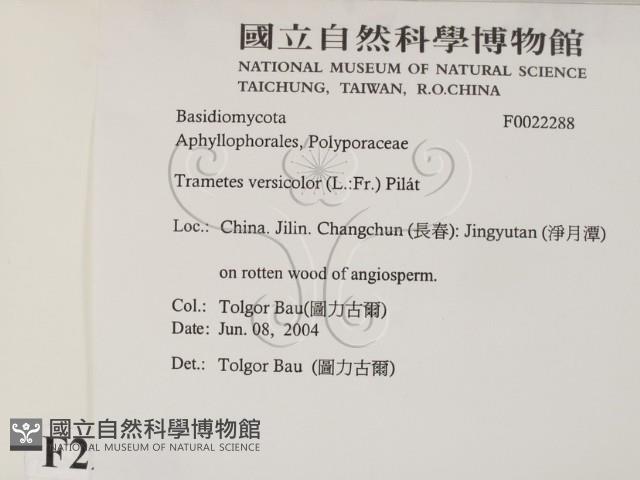 國立自然科學博物館
NATIONAL MUSEUM OF NATURAL SCIENCE
TAICHUNG, TAIWAN, R.O.CHINA
Basidiomycota F0022288
Aphyllophorales, Polyporaceae
Trametes versicolor (L.:Fr.) Pilát
Loc.: China. Jilin. Changchun (長春): Jingyutan (淨月潭)
on rotten wood of angiosperm.
Col.: Tolgor Bau(圖力古爾)
Date: Jun. 08, 2004
Det.: Tolgor Bau (圖力古爾)
國立自然科學博物館
NATIONAL MUSEUM OF NATURAL SCIENCE